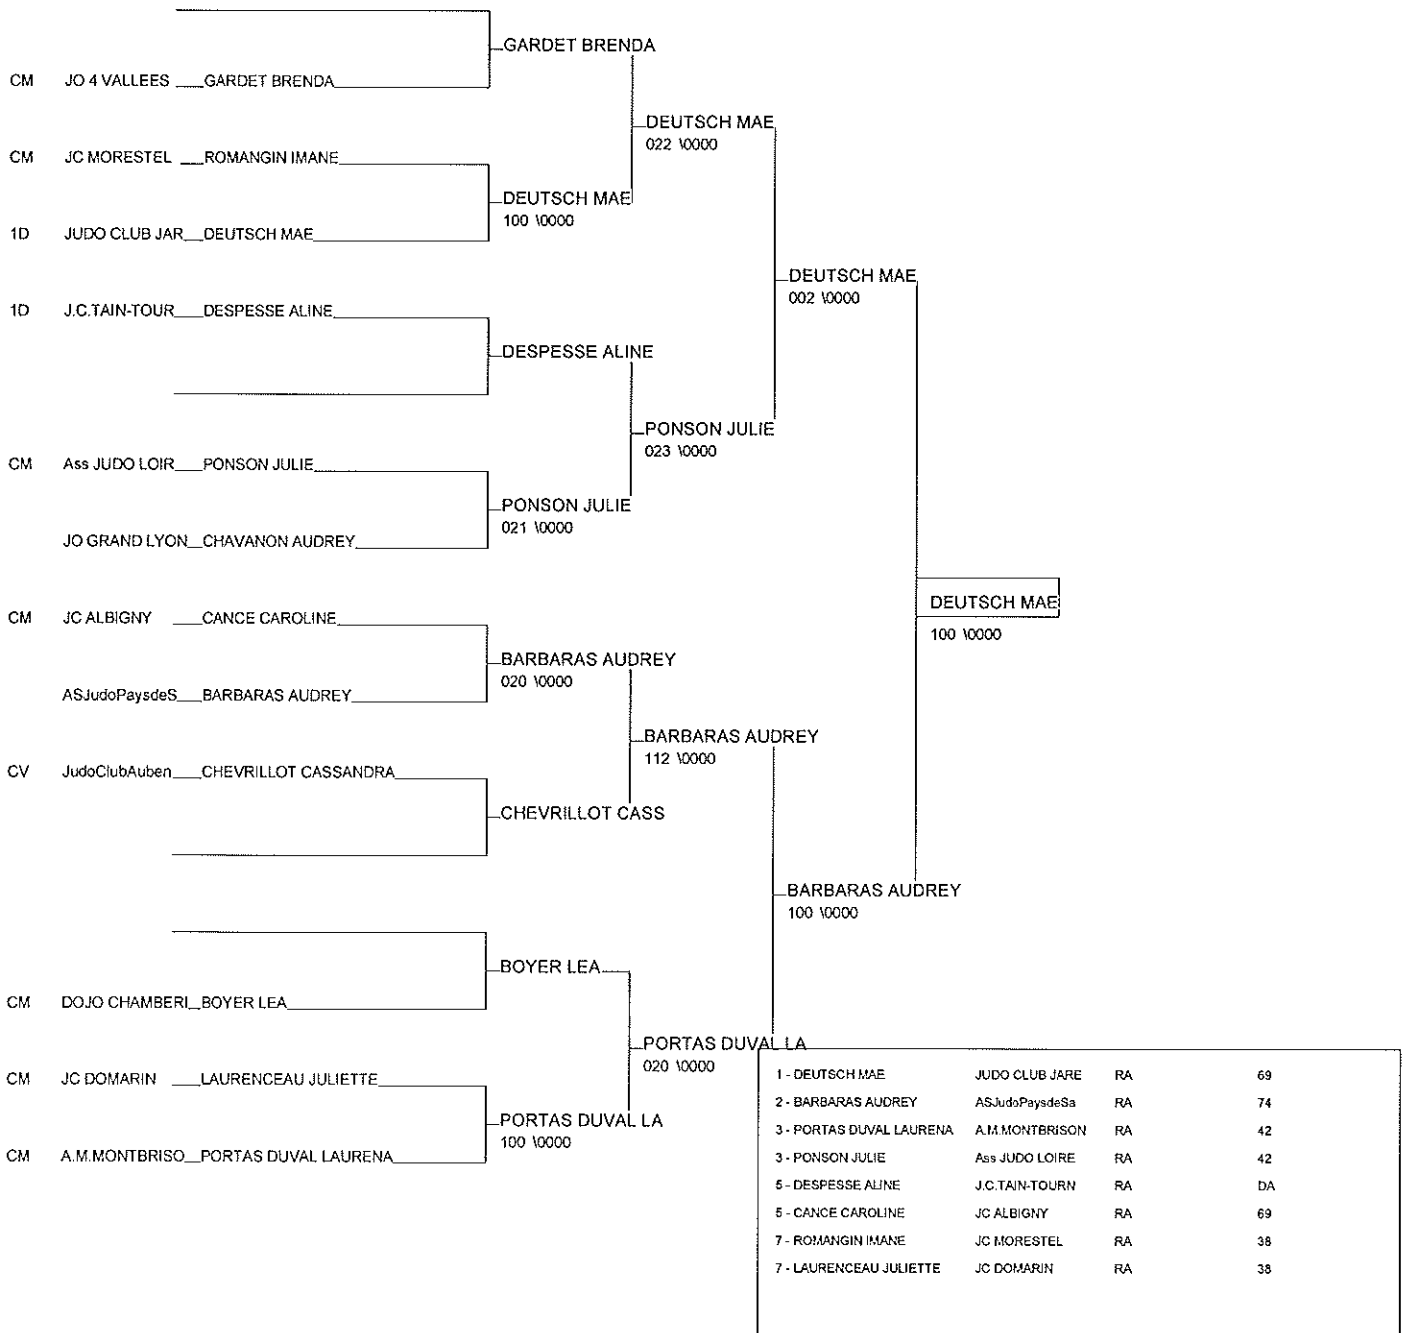 GARDET BRENDA
CM JO 4 VALLEES GARDET BRENDA
DEUTSCH MAE
022 \0000
CM JC MORESTEL ROMANGIN IMANE
DEUTSCH MAE
100 \0000
1D JUDO CLUB JAR DEUTSCH MAE
DEUTSCH MAE
002 \0000
1D J.C.TAIN-TOUR DESPESSE ALINE
DESPESSE ALINE
PONSON JULIE
023 \0000
CM Ass JUDO LOIR PONSON JULIE
PONSON JULIE
021 \0000
JO GRAND LYON CHAVANON AUDREY
DEUTSCH MAE
100 \0000
CM JC ALBIGNY CANCE CAROLINE
BARBARAS AUDREY
020 \0000
ASJudoPaysdeS BARBARAS AUDREY
BARBARAS AUDREY
112 \0000
CV JudoClubAuben CHEVRILLOT CASSANDRA
CHEVRILLOT CASS
BARBARAS AUDREY
100 \0000
BOYER LEA
CM DOJO CHAMBERI BOYER LEA
PORTAS DUVAL LA
020 \0000
CM JC DOMARIN LAURENCEAU JULIETTE
PORTAS DUVAL LA
100 \0000
CM A.M.MONTBRISO PORTAS DUVAL LAURENA
1 - DEUTSCH MAE JUDO CLUB JARE RA 69
2 - BARBARAS AUDREY ASJudoPaysdeSa RA 74
3 - PORTAS DUVAL LAURENA A.M.MONTBRISON RA 42
3 - PONSON JULIE Ass JUDO LOIRE RA 42
5 - DESPESSE ALINE J.C.TAIN-TOURN RA DA
5 - CANCE CAROLINE JC ALBIGNY RA 69
7 - ROMANGIN IMANE JC MORESTEL RA 38
7 - LAURENCEAU JULIETTE JC DOMARIN RA 38